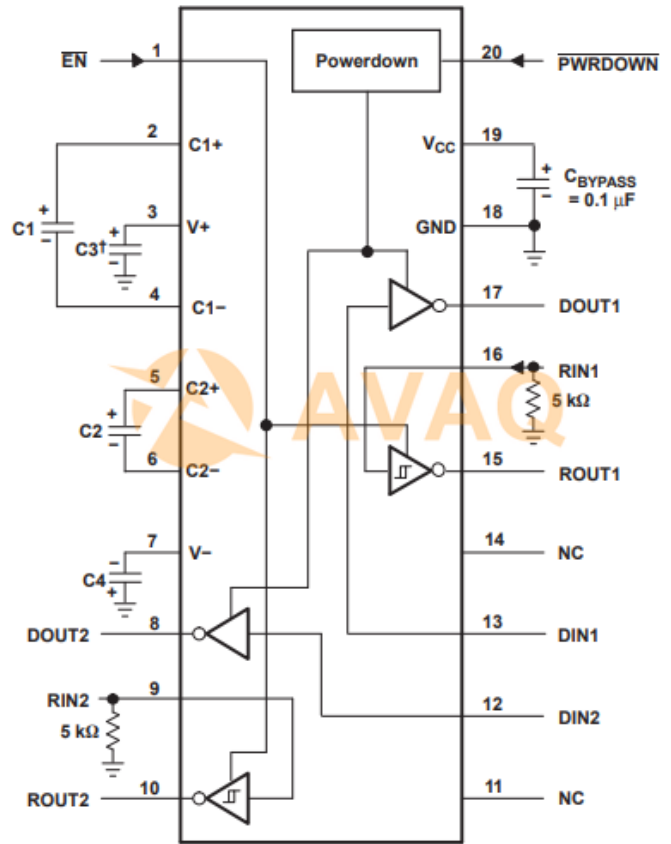 EN
1
Powerdown
20
PWRDOWN
2
C1+
VCC
19
+
CBYPASS
= 0.1 μF
−
C1
+
−
3
V+
+
C3†
−
GND
18
4
C1−
17
DOUT1
16
RIN1
5 kΩ
AVAQ
5
C2+
C2
+
−
6
C2−
15
ROUT1
14
NC
7
V−
−
C4
+
DOUT2
8
13
DIN1
RIN2
9
5 kΩ
12
DIN2
ROUT2
10
11
NC